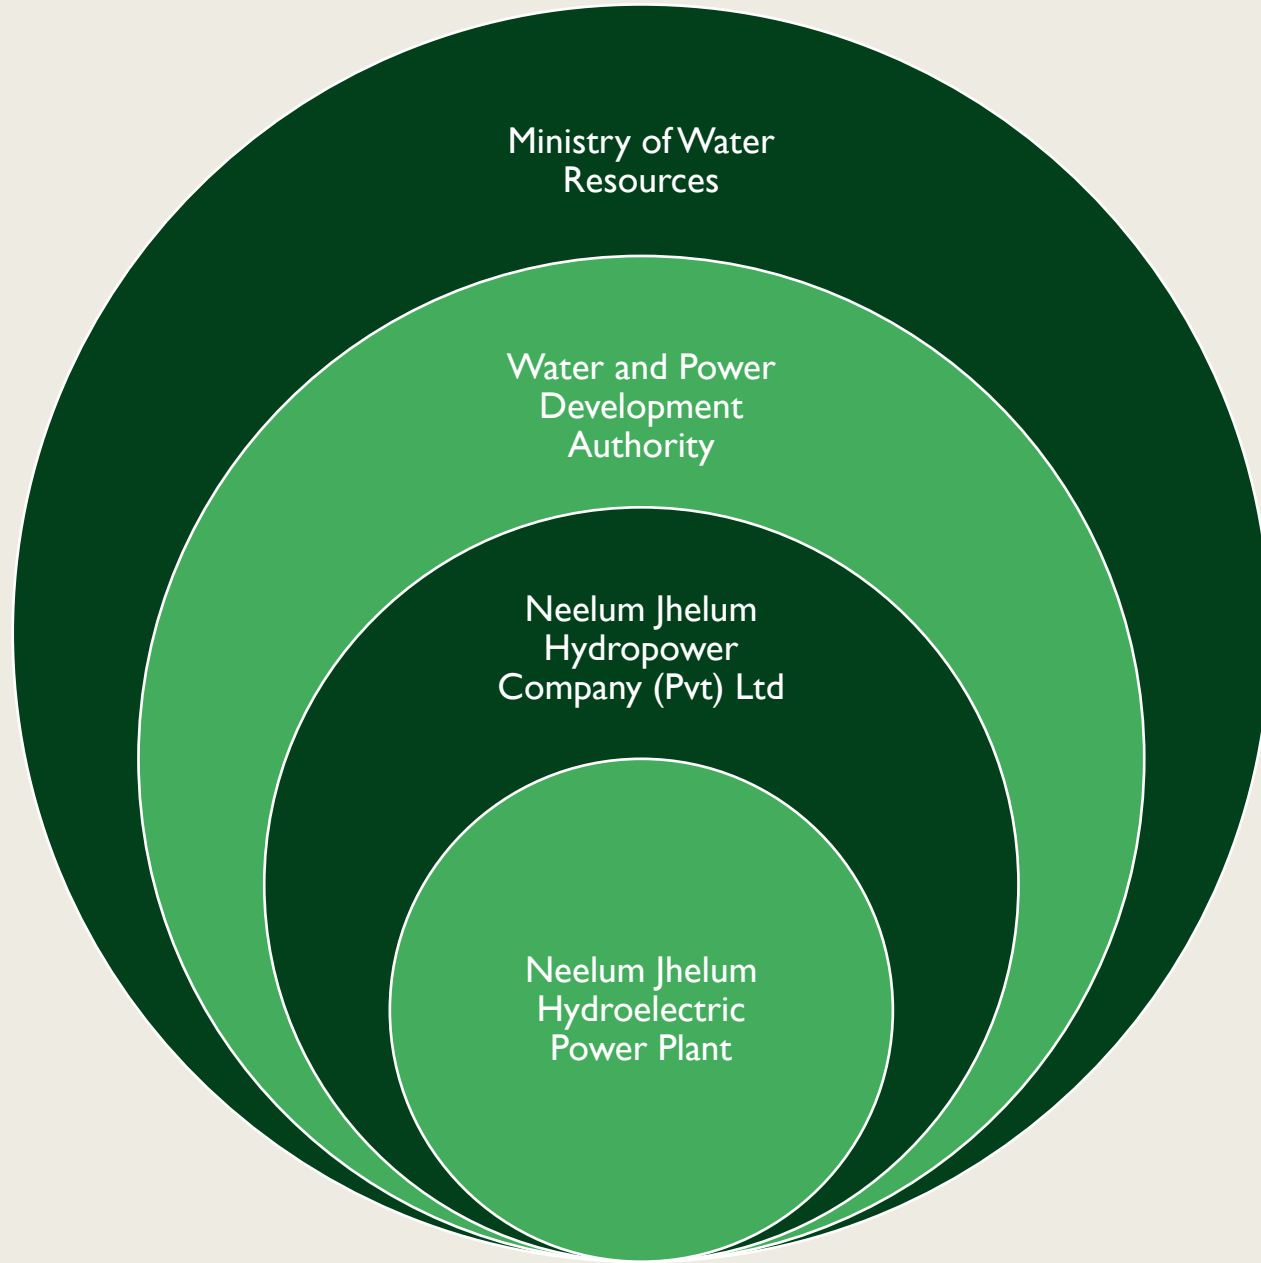 Ministry of Water
Resources
Water and Power
Development
Authority
Neelum Jhelum
Hydropower
Company (Pvt) Ltd
Neelum Jhelum
Hydroelectric
Power Plant